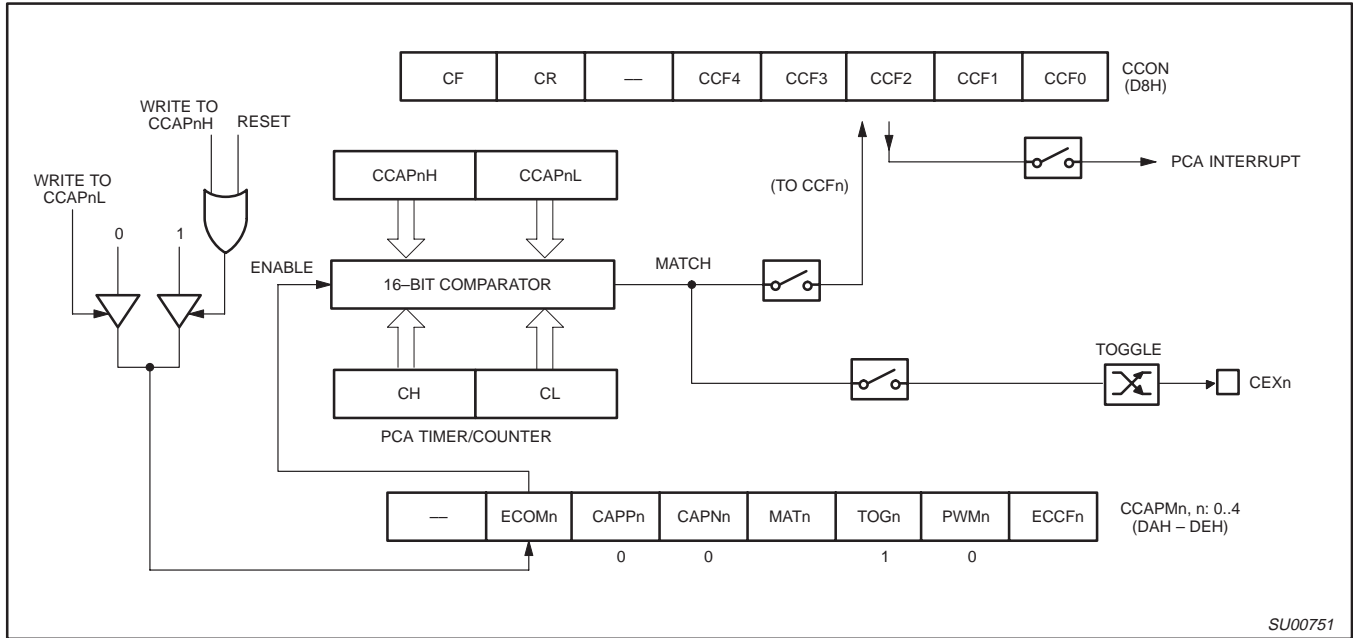 CF CR — CCF4 CCF3 CCF2 CCF1 CCF0
CCON
(D8H)
WRITE TO
CCAPnH
RESET
WRITE TO
CCAPnL
0
1
CCAPnH CCAPnL
(TO CCFn)
PCA INTERRUPT
ENABLE
16–BIT COMPARATOR
MATCH
TOGGLE
CH CL
CEXn
PCA TIMER/COUNTER
— ECOMn CAPPn CAPNn MATn TOGn PWMn ECCFn
CCAPMn, n: 0..4
(DAH – DEH)
0 0 1 0
SU00751